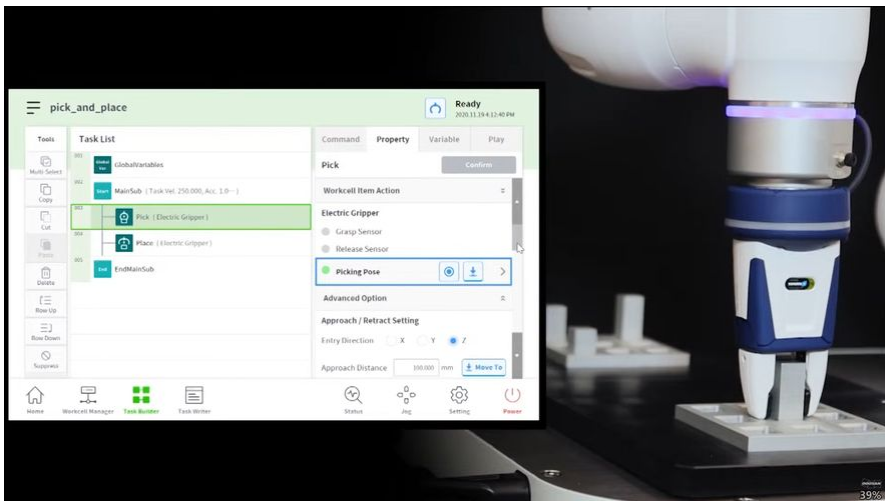 pick_and_place
Ready
2020.11.19 4:12:40 PM
Tools
Task List
Command
Property
Variable
Play
Multi-Select
001
Global Var.
GlobalVariables
Pick
Confirm
Copy
002
Start
MainSub ( Task Vel. 250.000, Acc. 1.0··· )
Workcell Item Action
Cut
003
Pick ( Electric Gripper )
Electric Gripper
Grasp Sensor
Paste
004
Place ( Electric Gripper )
Release Sensor
Delete
005
End
EndMainSub
Picking Pose
Row Up
Advanced Option
Row Down
Approach / Retract Setting
Entry Direction
X
Y
Z
Suppress
Approach Distance
100.000
mm
Move To
Home
Workcell Manager
Task Builder
Task Writer
Status
Jog
Setting
Power
39%